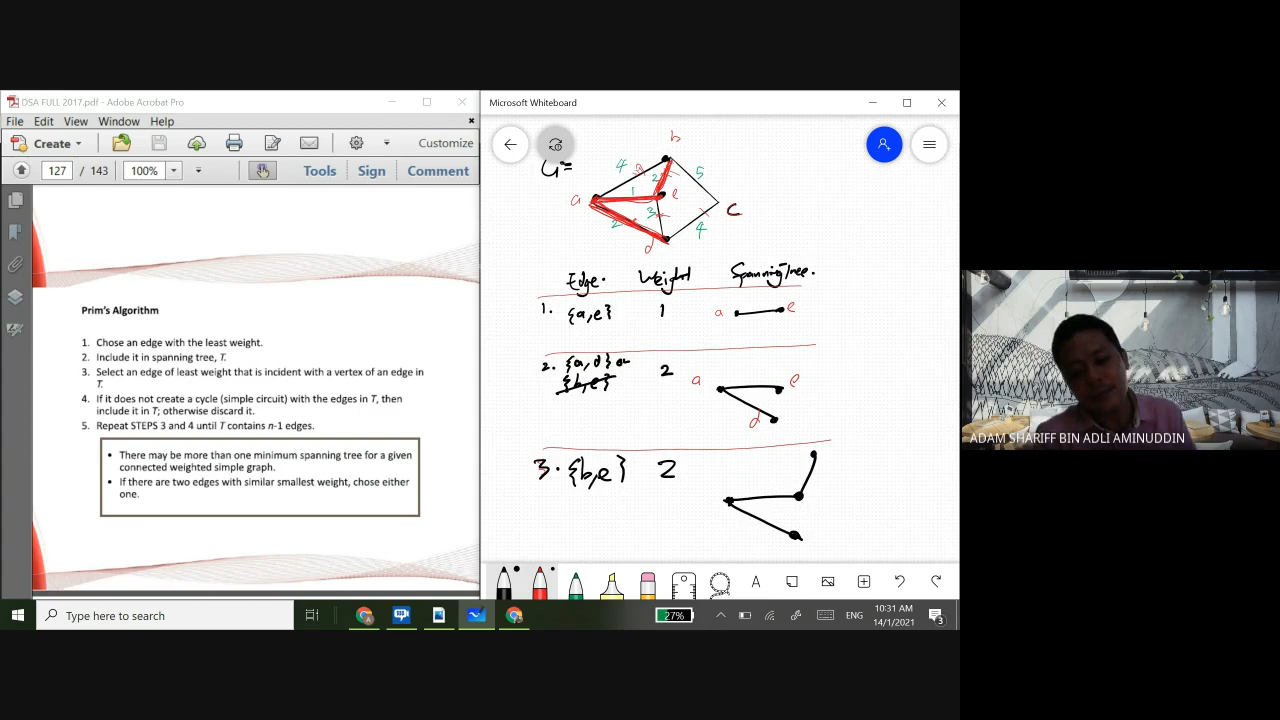 DSA FULL 2017.pdf - Adobe Acrobat Pro
File Edit View Window Help
Create
Customize
127 / 143
100%
Tools
Sign
Comment
Prim's Algorithm
1. Chose an edge with the least weight.
2. Include it in spanning tree, T.
3. Select an edge of least weight that is incident with a vertex of an edge in
T.
4. If it does not create a cycle (simple circuit) with the edges in T, then
include it in T; otherwise discard it.
5. Repeat STEPS 3 and 4 until T contains n-1 edges.
• There may be more than one minimum spanning tree for a given
connected weighted simple graph.
• If there are two edges with similar smallest weight, chose either
one.
Microsoft Whiteboard
G=
b
4
2
5
a
1
e
c
2
3
4
d
Edge. Weight Spanning Tree.
1. {a,e} 1
a e
2. {a,d} or
{b,e}
2
a e
d
3. {b,e} 2
ADAM SHARIFF BIN ADLI AMINUDDIN
Type here to search
27%
ENG
10:31 AM
14/1/2021
3